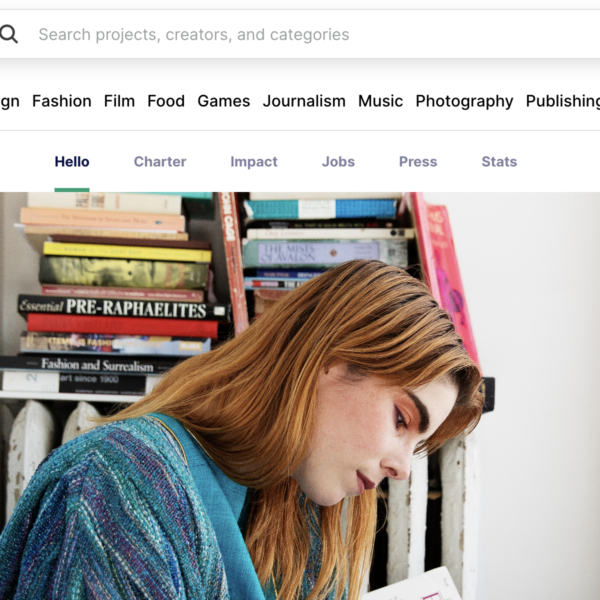 Search projects, creators, and categories
gn Fashion Film Food Games Journalism Music Photography Publishing
Hello Charter Impact Jobs Press Stats
THE MISTS
OF AVALON
Essential PRE-RAPHAELITES
Fashion and Surrealism
art since 1900